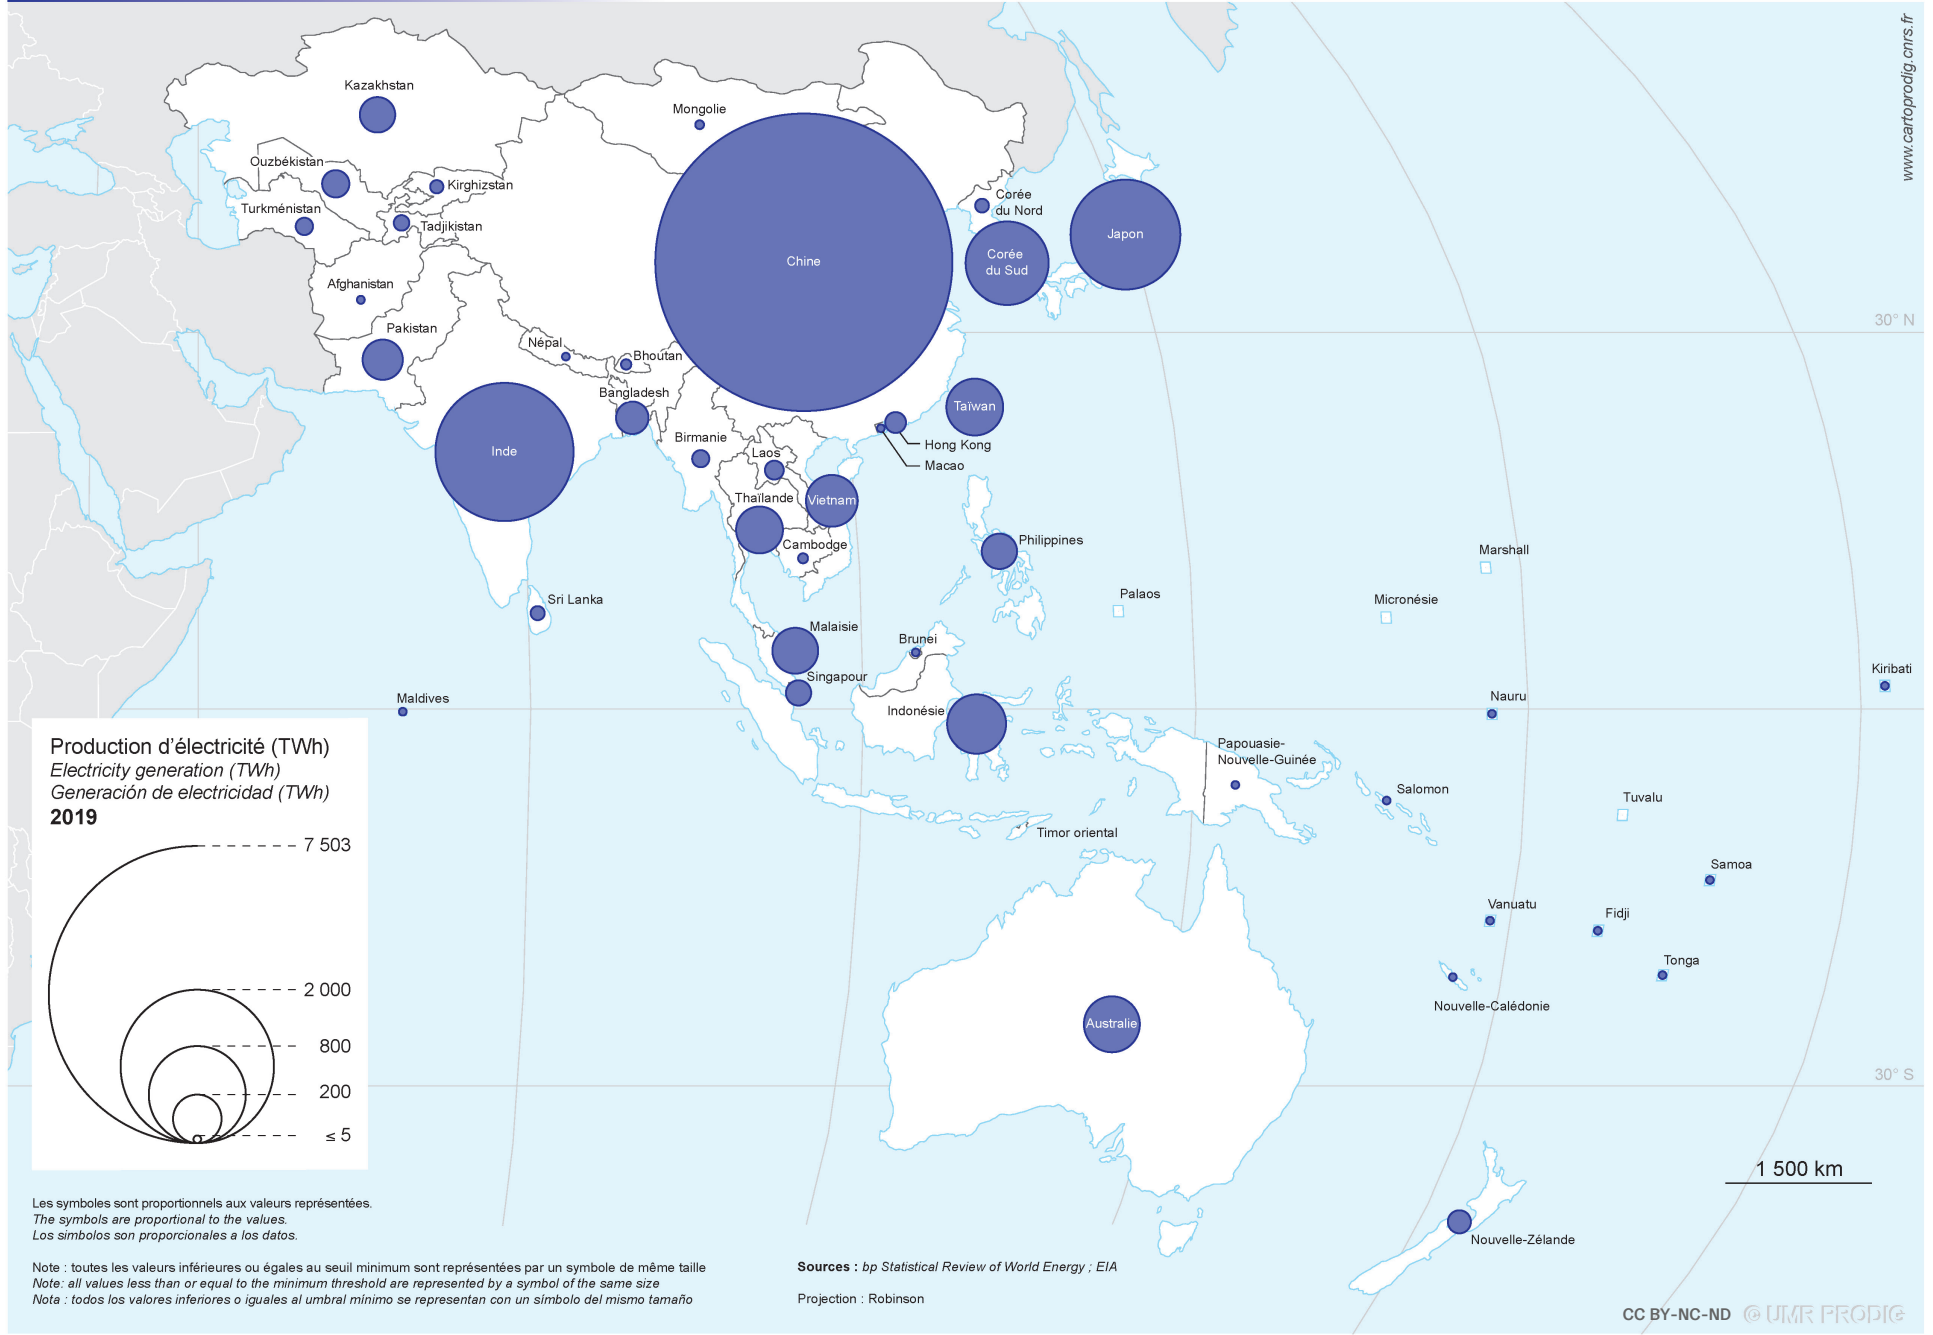 www.cartoprodig.cnrs.fr
Kazakhstan
Mongolie
Ouzbékistan
Kirghizstan
Turkménistan
Tadjikistan
Corée
du Nord
Japon
Chine
Corée
du Sud
Afghanistan
Pakistan
30° N
Népal
Bhoutan
Bangladesh
Taïwan
Birmanie
Inde
Hong Kong
Laos
Macao
Thaïlande
Vietnam
Cambodge
Philippines
Marshall
Palaos
Micronésie
Sri Lanka
Malaisie
Brunei
Singapour
Kiribati
Maldives
Nauru
Indonésie
Papouasie-
Nouvelle-Guinée
Salomon
Tuvalu
Timor oriental
Samoa
Vanuatu
Fidji
Tonga
Nouvelle-Calédonie
Australie
30° S
Nouvelle-Zélande
Production d'électricité (TWh)
Electricity generation (TWh)
Generación de electricidad (TWh)
2019
7 503
2 000
800
200
≤ 5
1 500 km
Les symboles sont proportionnels aux valeurs représentées.
The symbols are proportional to the values.
Los simbolos son proporcionales a los datos.
Note : toutes les valeurs inférieures ou égales au seuil minimum sont représentées par un symbole de même taille
Note: all values less than or equal to the minimum threshold are represented by a symbol of the same size
Nota : todos los valores inferiores o iguales al umbral mínimo se representan con un símbolo del mismo tamaño
Sources : bp Statistical Review of World Energy ; EIA
Projection : Robinson
CC BY-NC-ND © UMR PRODIG